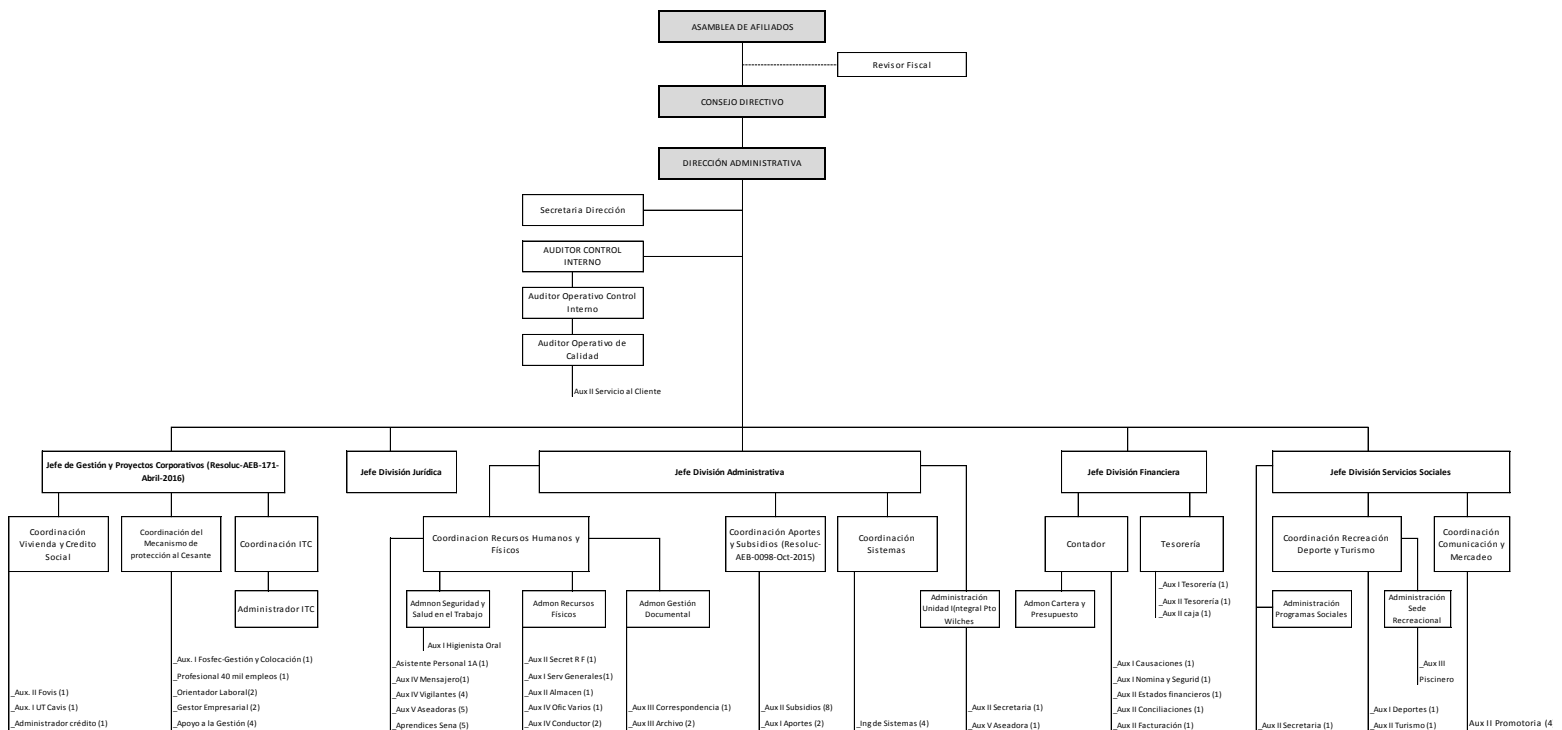 ASAMBLEA DE AFILIADOS
Revisor Fiscal
CONSEJO DIRECTIVO
DIRECCIÓN ADMINISTRATIVA
Secretaria Dirección
AUDITOR CONTROL
INTERNO
Auditor Operativo Control
Interno
Auditor Operativo de
Calidad
Aux II Servicio al Cliente
Jefe de Gestión y Proyectos Corporativos (Resoluc-AEB-171-
Abril-2016)
Jefe División Jurídica
Jefe División Administrativa
Jefe División Financiera
Jefe División Servicios Sociales
Coordinación
Vivienda y Credito
Social
Coordinación del
Mecanismo de
protección al Cesante
Coordinación ITC
Coordinacion Recursos Humanos y
Físicos
Coordinación Aportes
y Subsidios (Resoluc-
AEB-0098-Oct-2015)
Coordinación
Sistemas
Contador
Tesorería
Coordinación Recreación
Deporte y Turismo
Coordinación
Comunicación y
Mercadeo
Administrador ITC
Admnon Seguridad y
Salud en el Trabajo
Admon Recursos
Físicos
Admon Gestión
Documental
Administración
Unidad I(ntegral Pto
Wilches
Admon Cartera y
Presupuesto
_Aux I Tesorería (1)
_Aux II Tesorería (1)
_Aux II caja (1)
Administración
Programas Sociales
Administración
Sede
Recreacional
Aux I Higienista Oral
_Aux. II Fovis (1)
_Aux. I UT Cavis (1)
_Administrador crédito (1)
_Aux. I Fosfec-Gestión y Colocación (1)
_Profesional 40 mil empleos (1)
_Orientador Laboral(2)
_Gestor Empresarial (2)
_Apoyo a la Gestión (4)
_Asistente Personal 1A (1)
_Aux IV Mensajero(1)
_Aux IV Vigilantes (4)
_Aux V Aseadoras (5)
_Aprendices Sena (5)
_Aux II Secret R F (1)
_Aux I Serv Generales(1)
_Aux II Almacen (1)
_Aux IV Ofic Varios (1)
_Aux IV Conductor (2)
_Aux III Correspondencia (1)
_Aux III Archivo (2)
_Aux II Subsidios (8)
_Aux I Aportes (2)
_Ing de Sistemas (4)
_Aux II Secretaria (1)
_Aux V Aseadora (1)
_Aux I Causaciones (1)
_Aux I Nomina y Segurid (1)
_Aux II Estados financieros (1)
_Aux II Conciliaciones (1)
_Aux II Facturación (1)
_Aux II Secretaria (1)
_Aux I Deportes (1)
_Aux II Turismo (1)
_Aux III
Piscinero
Aux II Promotoria (4